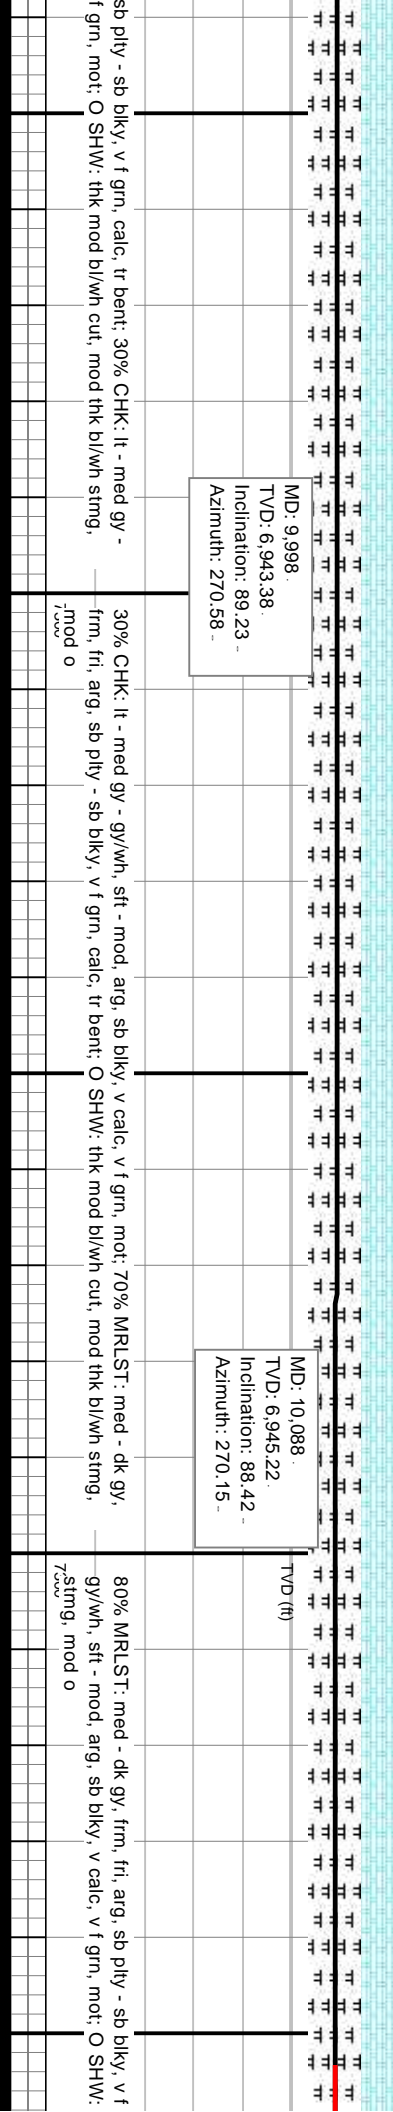 sb plty - sb blky, v f grn, calc, tr bent; 30% CHK: lt - med gy -
f grn, mot; O SHW: thk mod bl/wh cut, mod thk bl/wh stmg,
MD: 9,998
TVD: 6,943.38
Inclination: 89.23
Azimuth: 270.58
30% CHK: lt - med gy - gy/wh, sft - mod, arg, sb blky, v calc, v f grn, mot; 70% MRLST: med - dk gy,
frm, fri, arg, sb plty - sb blky, v f grn, calc, tr bent; O SHW: thk mod bl/wh cut, mod thk bl/wh stmg,
mod o
MD: 10,088
TVD: 6,945.22
Inclination: 88.42
Azimuth: 270.15
TVD (ft)
80% MRLST: med - dk gy, frm, fri, arg, sb plty - sb blky, v f
gy/wh, sft - mod, arg, sb blky, v calc, v f grn, mot; O SHW:
stmg, mod o